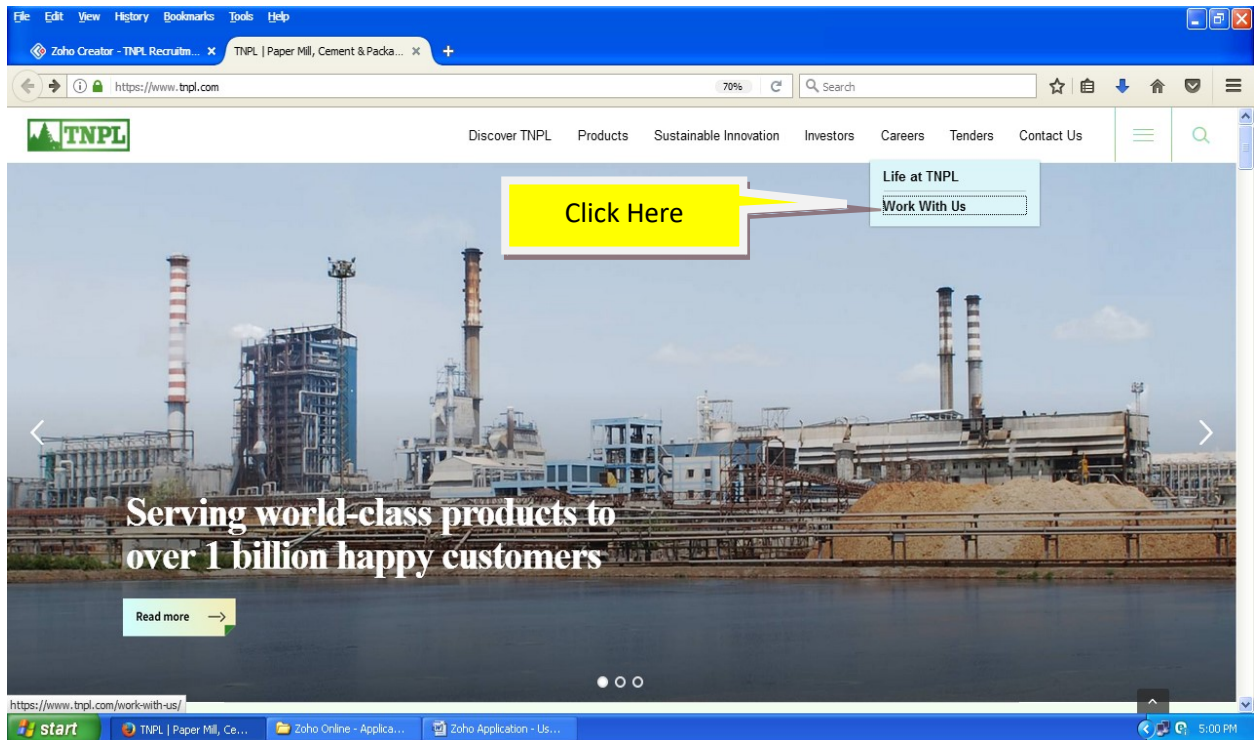 File Edit View History Bookmarks Tools Help
Zoho Creator - TNPL Recruitm... TNPL | Paper Mill, Cement & Packa...
https://www.tnpl.com 70% Search
TNPL Discover TNPL Products Sustainable Innovation Investors Careers Tenders Contact Us
Life at TNPL
Work With Us
Click Here
Serving world-class products to
over 1 billion happy customers
Read more
https://www.tnpl.com/work-with-us/
start TNPL | Paper Mill, Ce... Zoho Online - Applica... Zoho Application - Us... 5:00 PM